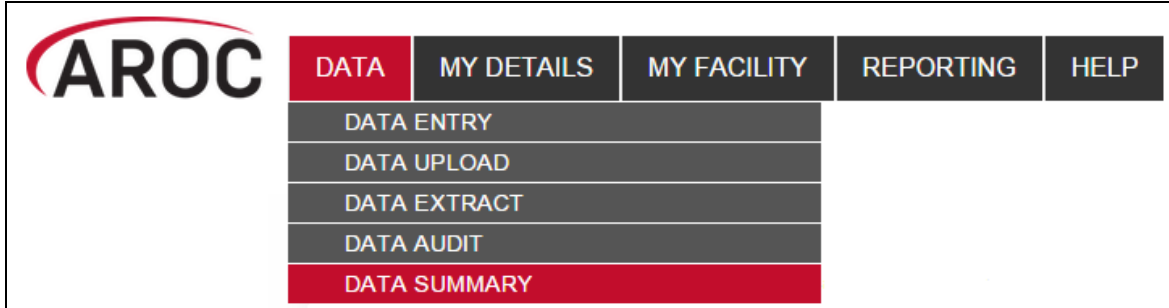 AROC DATA MY DETAILS MY FACILITY REPORTING HELP
DATA ENTRY
DATA UPLOAD
DATA EXTRACT
DATA AUDIT
DATA SUMMARY